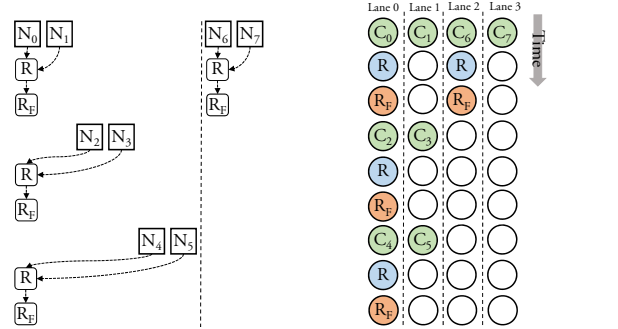 Lane 0 Lane 1 Lane 2 Lane 3
N0 N1 N6 N7
R R
RF RF
N2 N3
R
RF
N4 N5
R
RF
C0 C1 C6 C7
R R
RF RF
C2 C3
R
RF
C4 C5
R
RF
Time